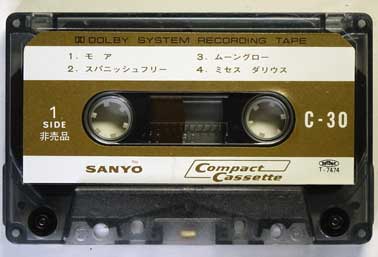 DOLBY SYSTEM RECORDING TAPE
1. モ ア
3. ムーングロー
2. スパニッシュフリー
4. ミセス ダリウス
1
SIDE
非売品
C-30
SANYO
Compact
Cassette
T-7474